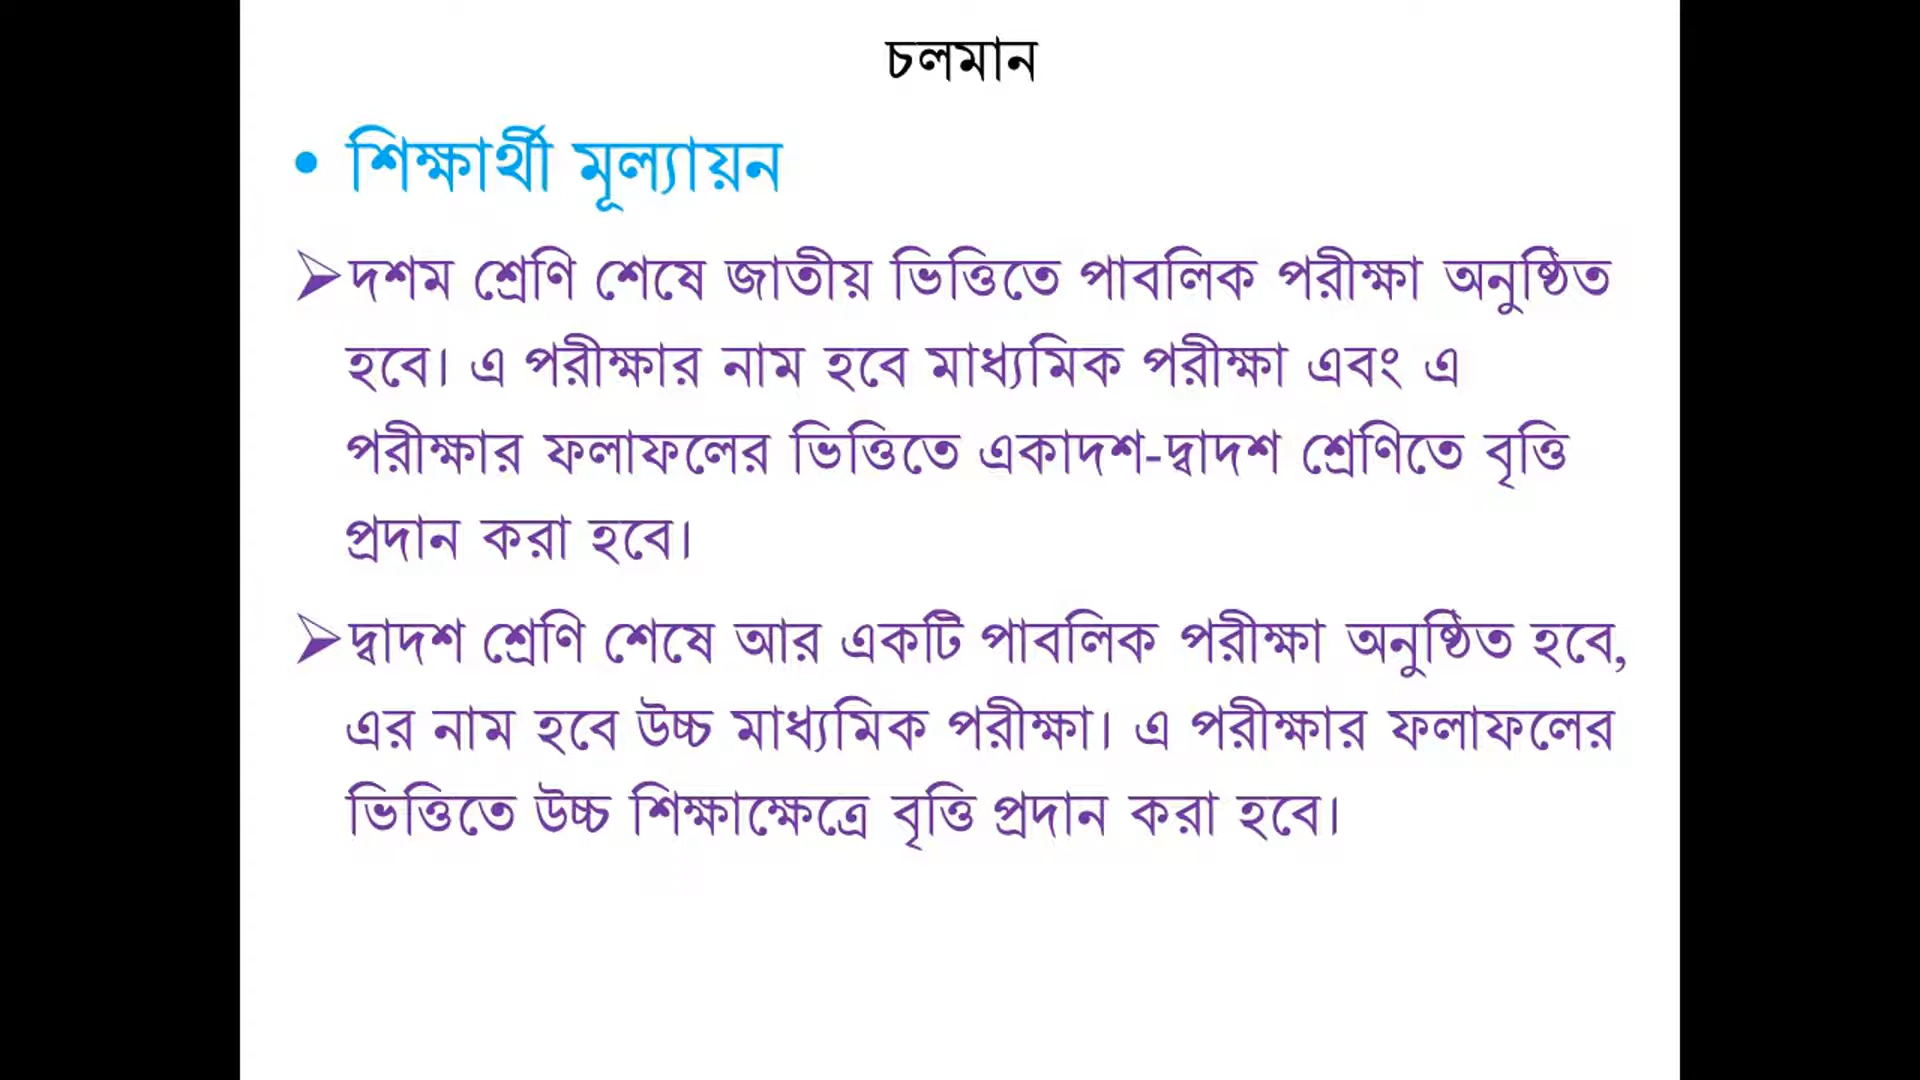 চলমান
• শিক্ষার্থী মূল্যায়ন
➢দশম শ্রেণি শেষে জাতীয় ভিত্তিতে পাবলিক পরীক্ষা অনুষ্ঠিত
হবে। এ পরীক্ষার নাম হবে মাধ্যমিক পরীক্ষা এবং এ
পরীক্ষার ফলাফলের ভিত্তিতে একাদশ-দ্বাদশ শ্রেণিতে বৃত্তি
প্রদান করা হবে।
➢দ্বাদশ শ্রেণি শেষে আর একটি পাবলিক পরীক্ষা অনুষ্ঠিত হবে,
এর নাম হবে উচ্চ মাধ্যমিক পরীক্ষা। এ পরীক্ষার ফলাফলের
ভিত্তিতে উচ্চ শিক্ষাক্ষেত্রে বৃত্তি প্রদান করা হবে।